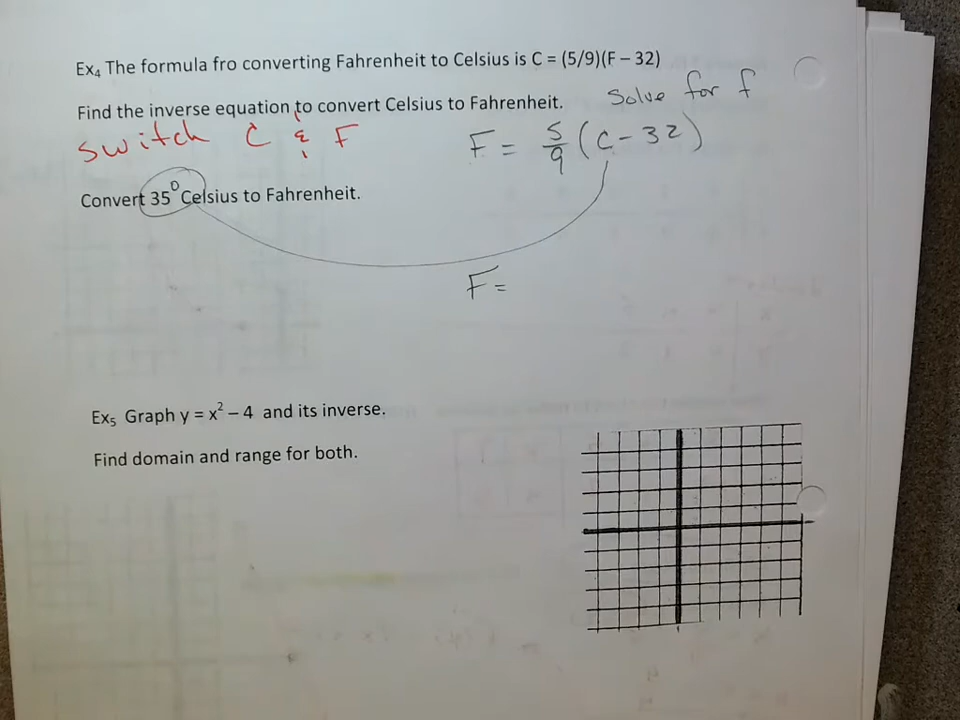 Ex₄ The formula fro converting Fahrenheit to Celsius is C = (5/9)(F – 32)
Find the inverse equation to convert Celsius to Fahrenheit. Solve for f
switch C & F F = 5/9 (C - 32)
Convert 35° Celsius to Fahrenheit.
F =
Ex₅ Graph y = x² – 4 and its inverse.
Find domain and range for both.